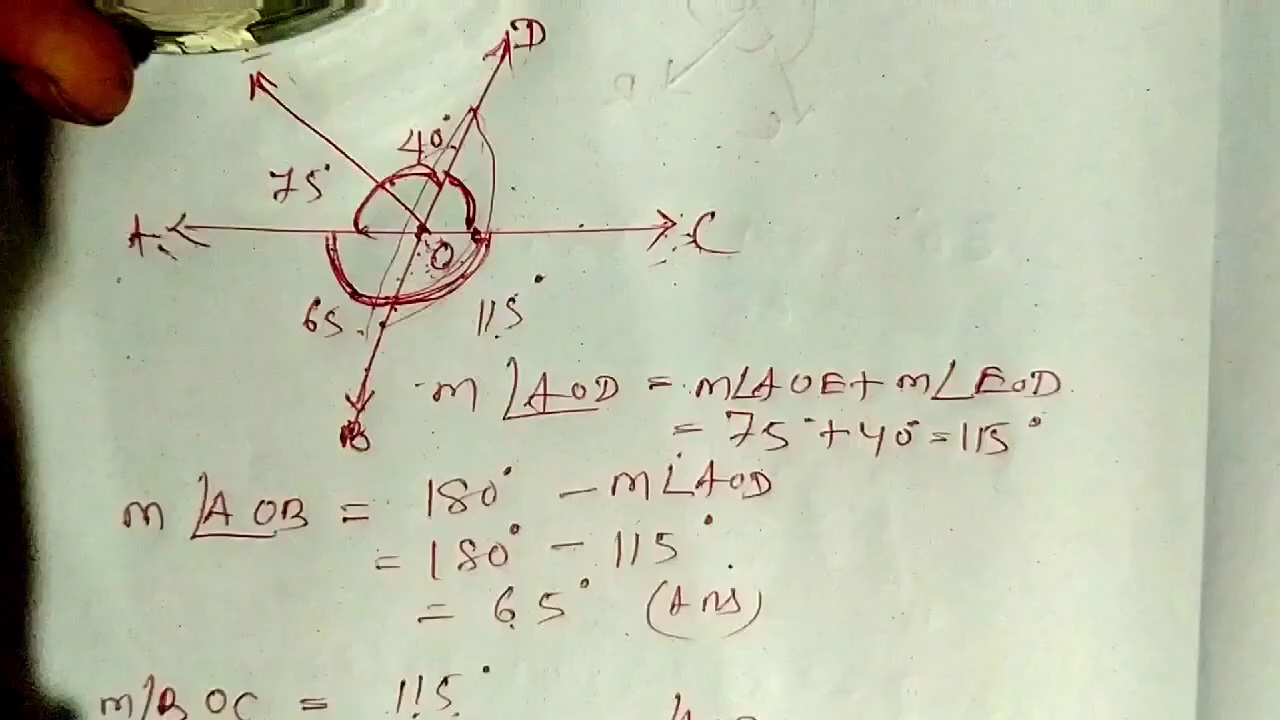 D
40°
75°
A
C
O
65
115°
B
m∠AOD = m∠AOE + m∠EOD
= 75° + 40° = 115°
m∠AOB = 180° - m∠AOD
= 180° - 115°
= 65° (Ans)
m∠BOC = 115°